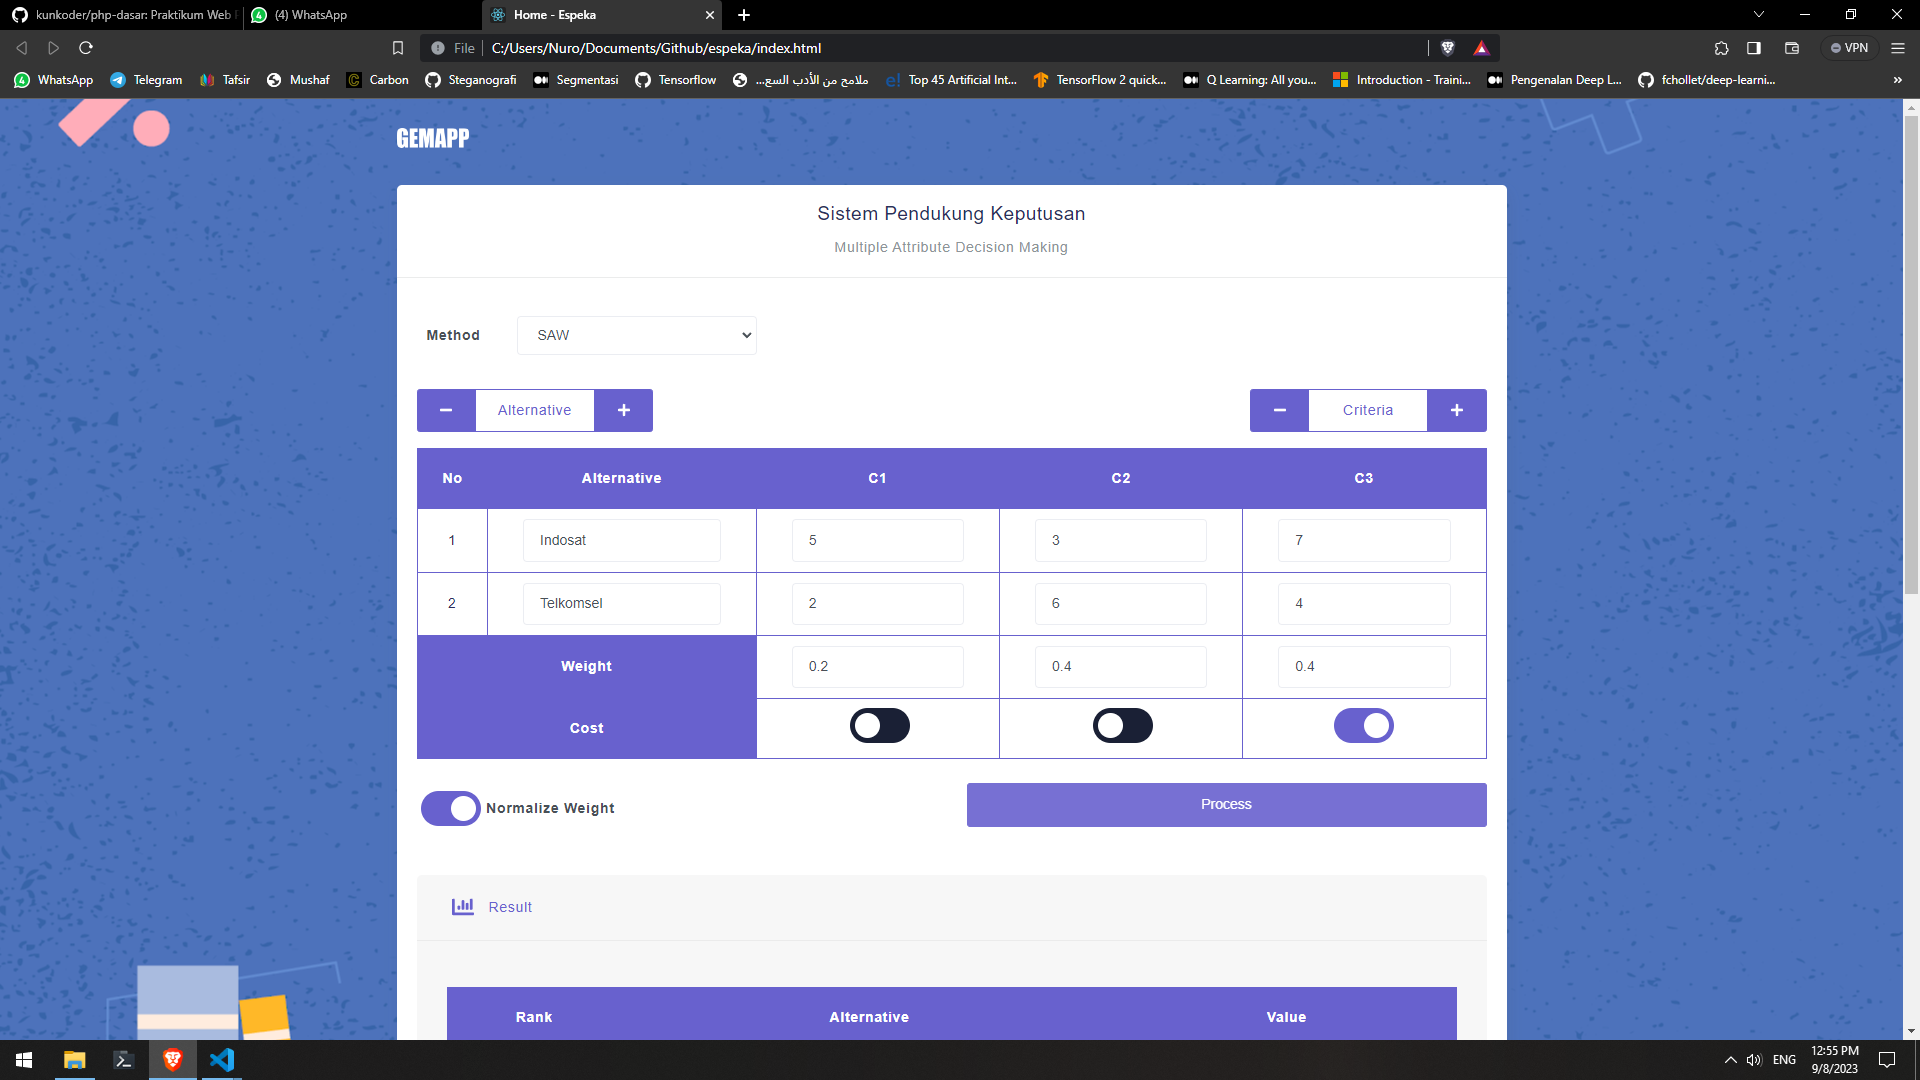 kunkoder/php-dasar: Praktikum Web
(4) WhatsApp
Home - Espeka
File
C:/Users/Nuro/Documents/Github/espeka/index.html
VPN
WhatsApp
Telegram
Tafsir
Mushaf
Carbon
Steganografi
Segmentasi
Tensorflow
ملامح من الأدب السع...
Top 45 Artificial Int...
TensorFlow 2 quick...
Q Learning: All you...
Introduction - Traini...
Pengenalan Deep L...
fchollet/deep-learni...
GEMAPP
Sistem Pendukung Keputusan
Multiple Attribute Decision Making
Method
SAW
Alternative
Criteria
No Alternative C1 C2 C3
1 Indosat 5 3 7
2 Telkomsel 2 6 4
Weight 0.2 0.4 0.4
Cost
Normalize Weight
Process
Result
Rank Alternative Value
ENG
12:55 PM
9/8/2023